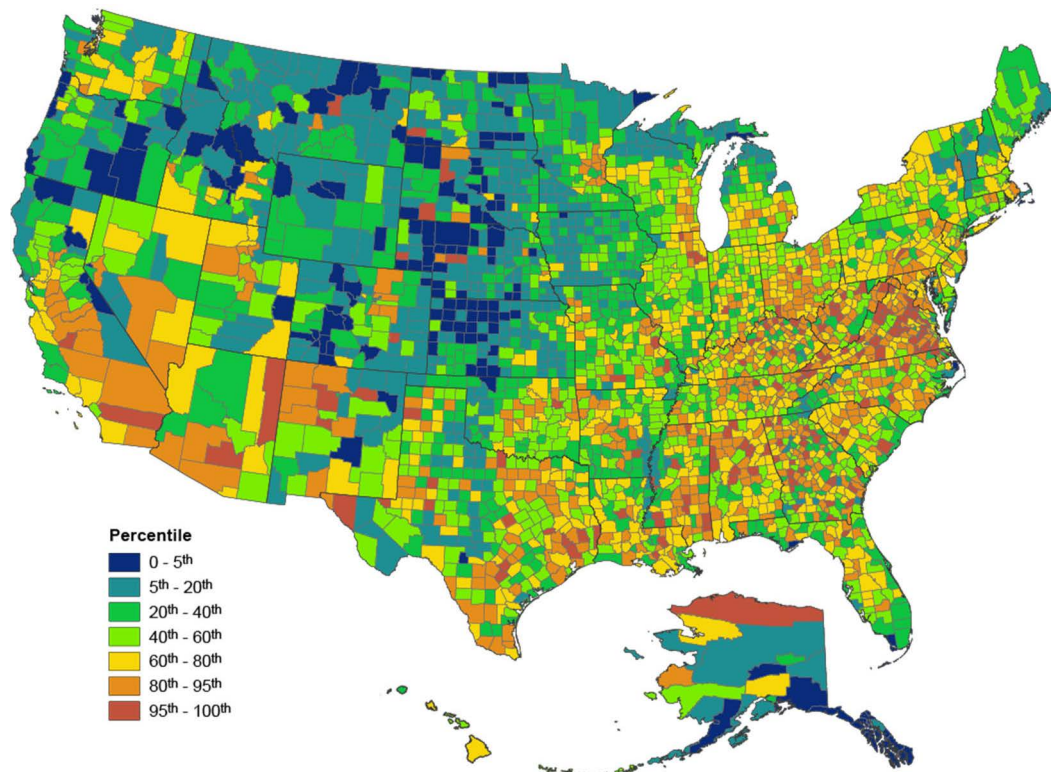 Percentile
0 - 5th
5th - 20th
20th - 40th
40th - 60th
60th - 80th
80th - 95th
95th - 100th